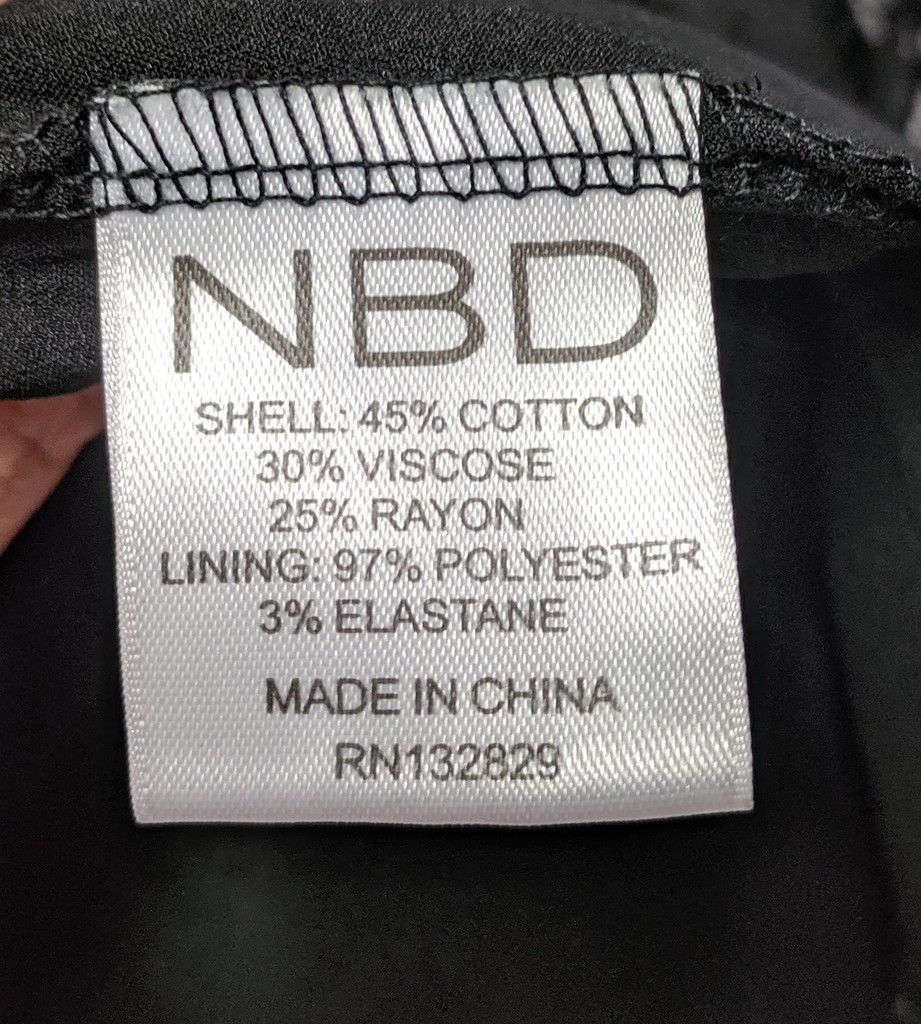 NBD
SHELL: 45% COTTON
30% VISCOSE
25% RAYON
LINING: 97% POLYESTER
3% ELASTANE
MADE IN CHINA
RN132829